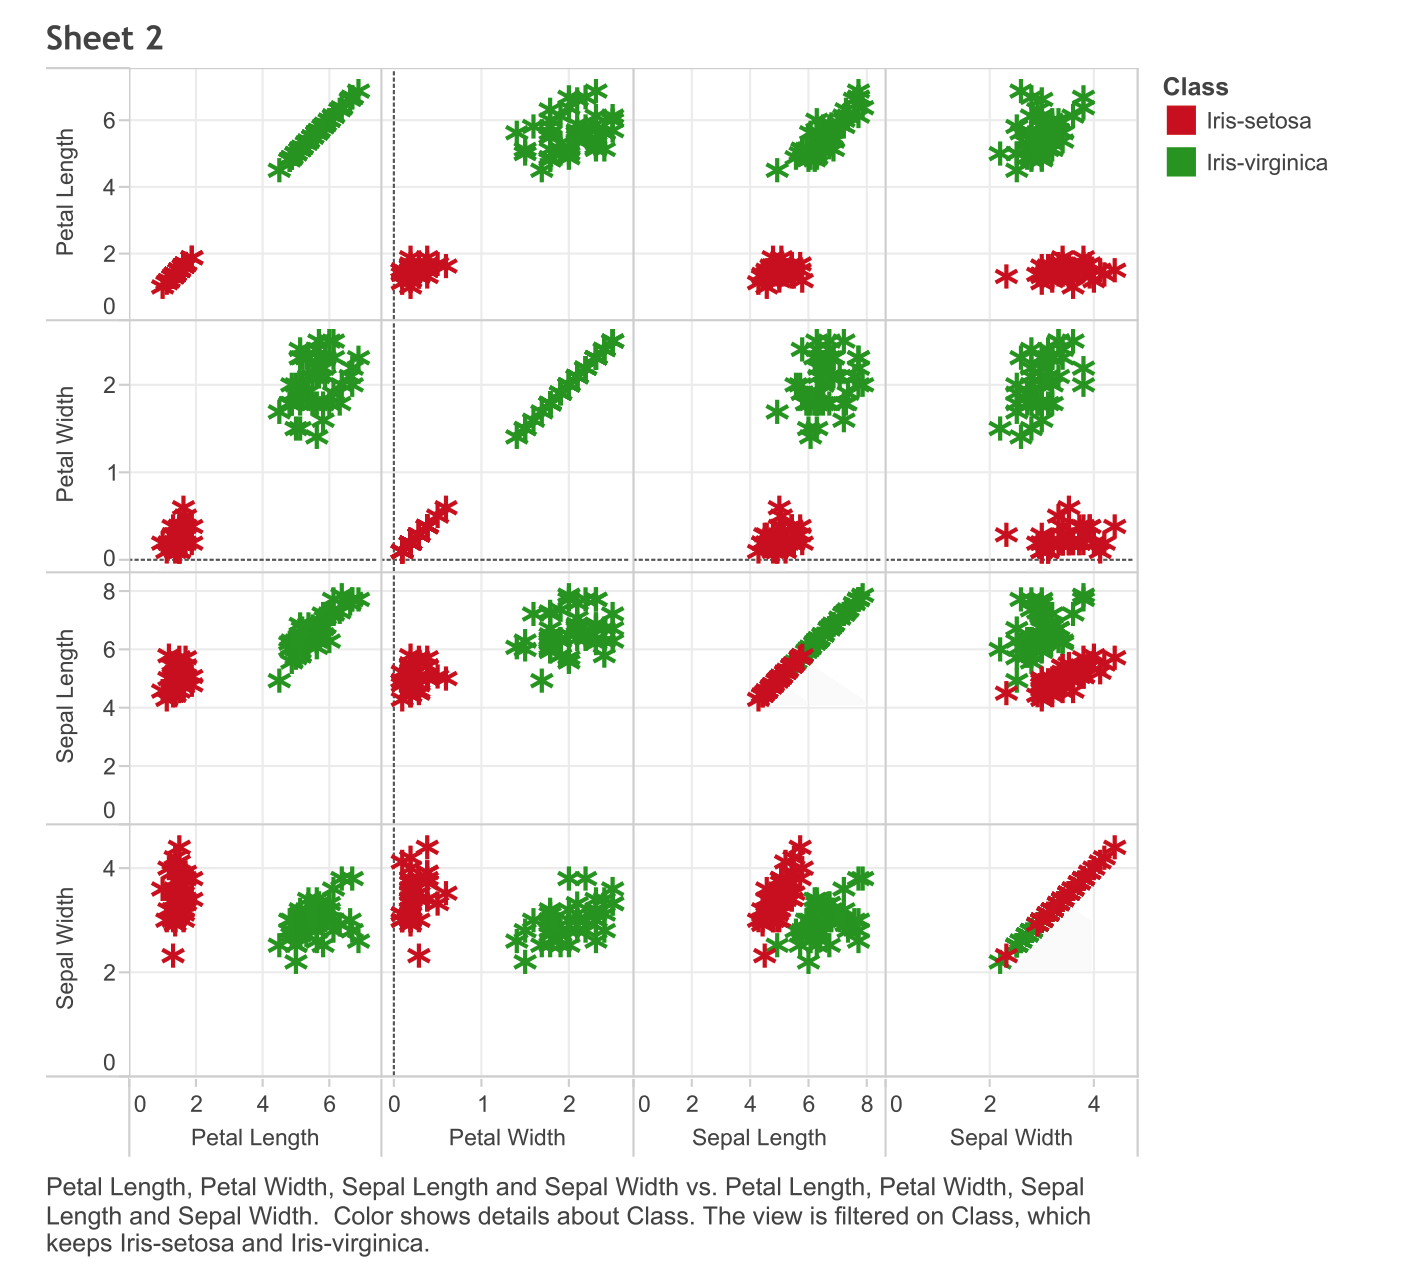 Sheet 2
Class
Iris-setosa
Iris-virginica
Petal Length
6
4
2
0
Petal Width
2
1
0
Sepal Length
8
6
4
2
0
Sepal Width
4
2
0
0 2 4 6 0 1 2 0 2 4 6 8 0 2 4
Petal Length Petal Width Sepal Length Sepal Width
Petal Length, Petal Width, Sepal Length and Sepal Width vs. Petal Length, Petal Width, Sepal
Length and Sepal Width.  Color shows details about Class. The view is filtered on Class, which
keeps Iris-setosa and Iris-virginica.